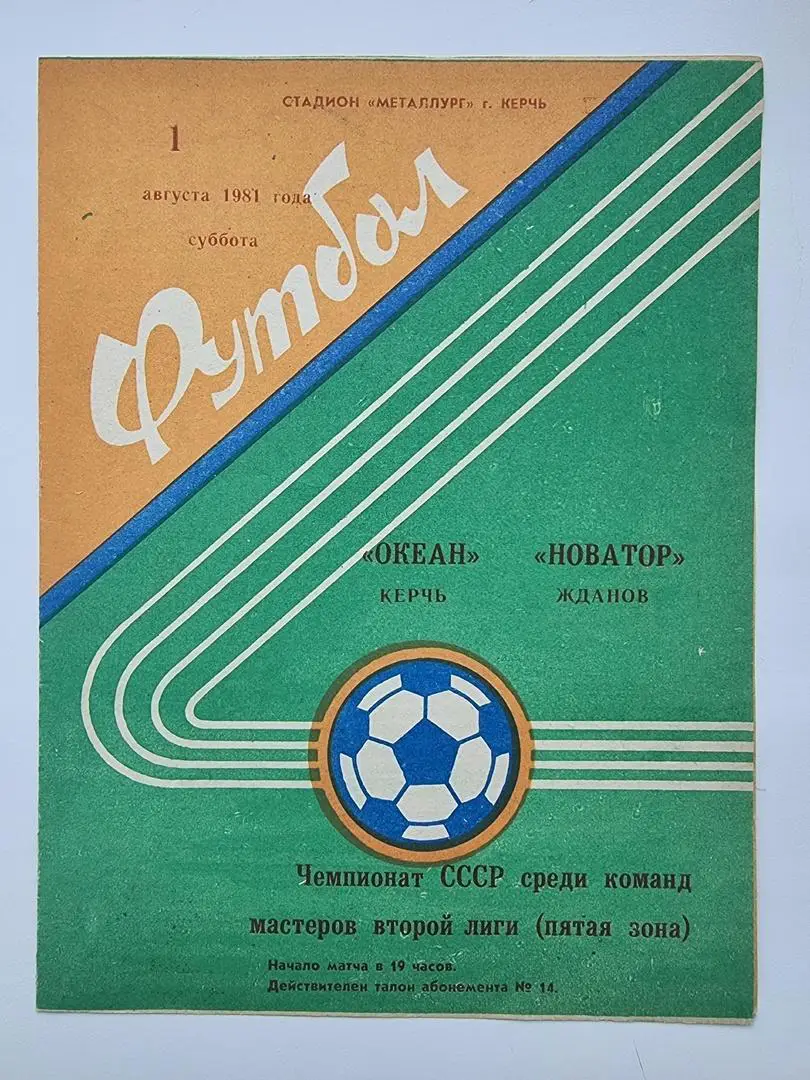 СТАДИОН «МЕТАЛЛУРГ» г. КЕРЧЬ
1
августа 1981 года
суббота
Футбол
«ОКЕАН» «НОВАТОР»
КЕРЧЬ ЖДАНОВ
Чемпионат СССР среди команд
мастеров второй лиги (пятая зона)
Начало матча в 19 часов.
Действителен талон абонемента № 14.